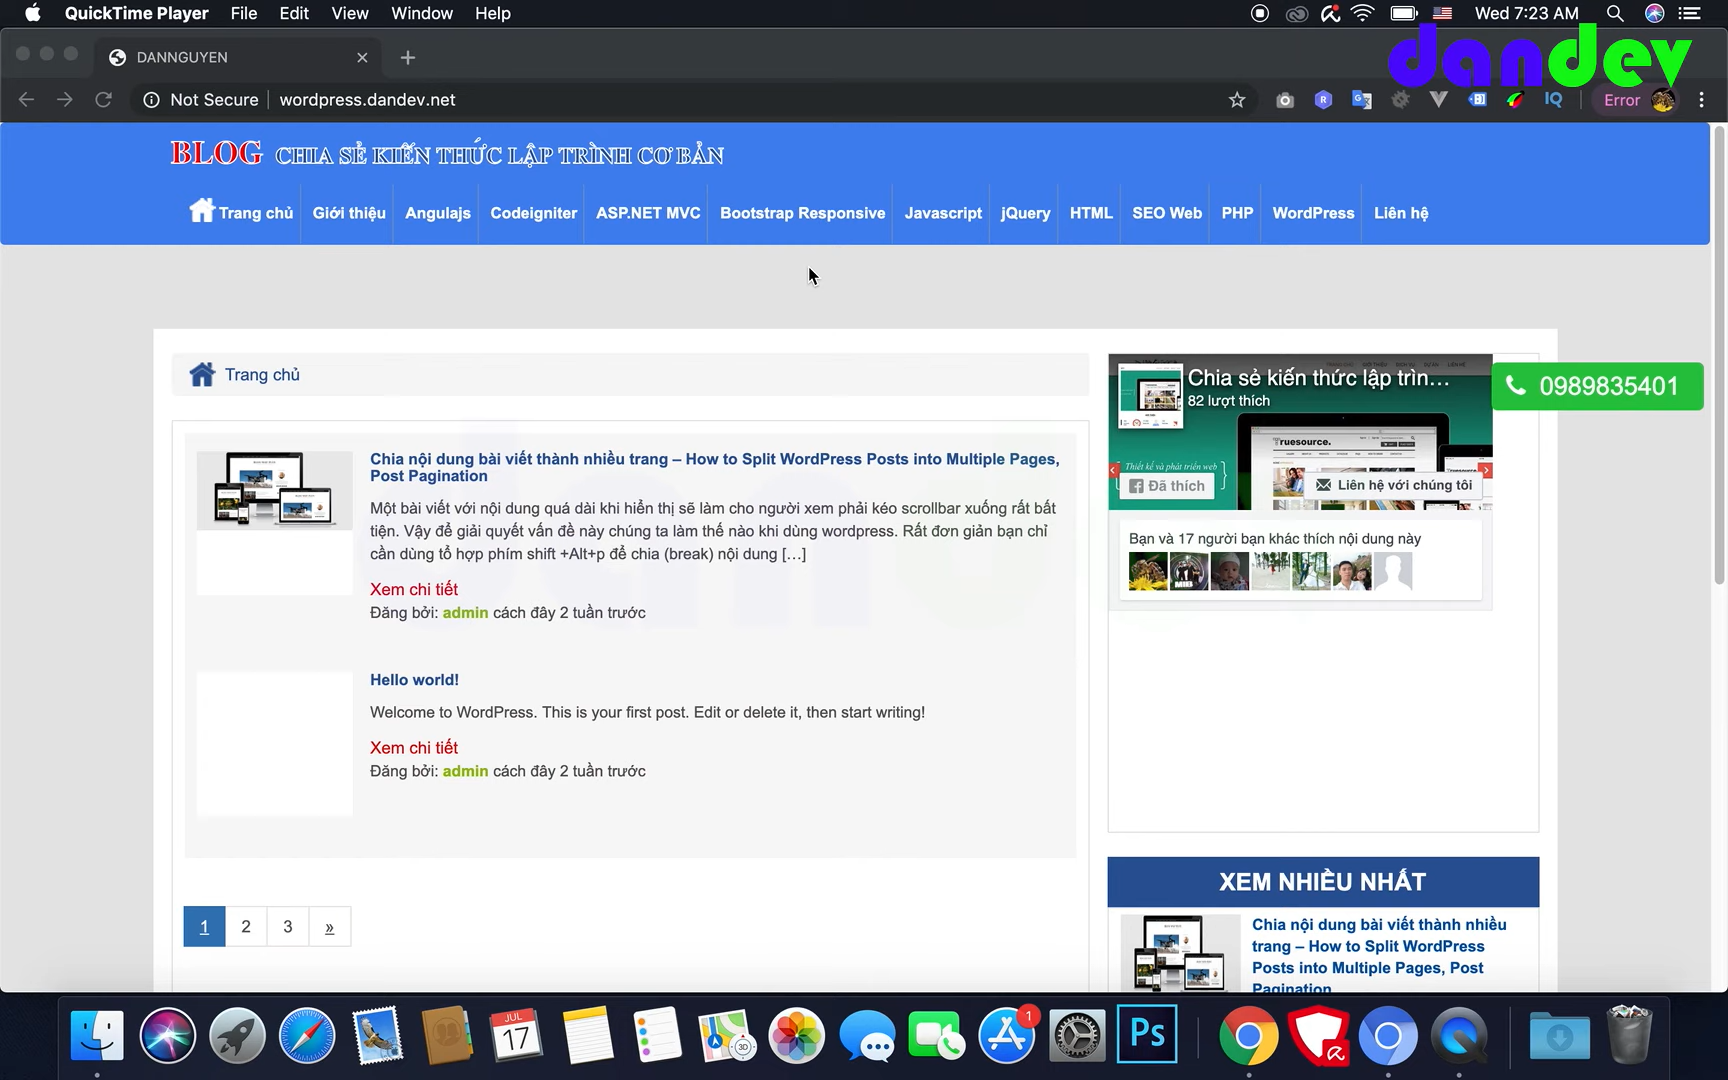 QuickTime Player File Edit View Window Help
Wed 7:23 AM
dandev
DANNGUYEN
Not Secure wordpress.dandev.net
Error
BLOG CHIA SẺ KIẾN THỨC LẬP TRÌNH CƠ BẢN
Trang chủ Giới thiệu Angulajs Codeigniter ASP.NET MVC Bootstrap Responsive Javascript jQuery HTML SEO Web PHP WordPress Liên hệ
Trang chủ
Chia nội dung bài viết thành nhiều trang – How to Split WordPress Posts into Multiple Pages,
Post Pagination
Một bài viết với nội dung quá dài khi hiển thị sẽ làm cho người xem phải kéo scrollbar xuống rất bất
tiện. Vậy để giải quyết vấn đề này chúng ta làm thế nào khi dùng wordpress. Rất đơn giản bạn chỉ
cần dùng tổ hợp phím shift +Alt+p để chia (break) nội dung […]
Xem chi tiết
Đăng bởi: admin cách đây 2 tuần trước
Hello world!
Welcome to WordPress. This is your first post. Edit or delete it, then start writing!
Xem chi tiết
Đăng bởi: admin cách đây 2 tuần trước
1 2 3 »
Chia sẻ kiến thức lập trìn...
82 lượt thích
0989835401
Truesource.
Thiết kế và phát triển web
Đã thích
Liên hệ với chúng tôi
Bạn và 17 người bạn khác thích nội dung này
XEM NHIỀU NHẤT
Chia nội dung bài viết thành nhiều
trang – How to Split WordPress
Posts into Multiple Pages, Post
Pagination
JUL
17
3D
1
Ps